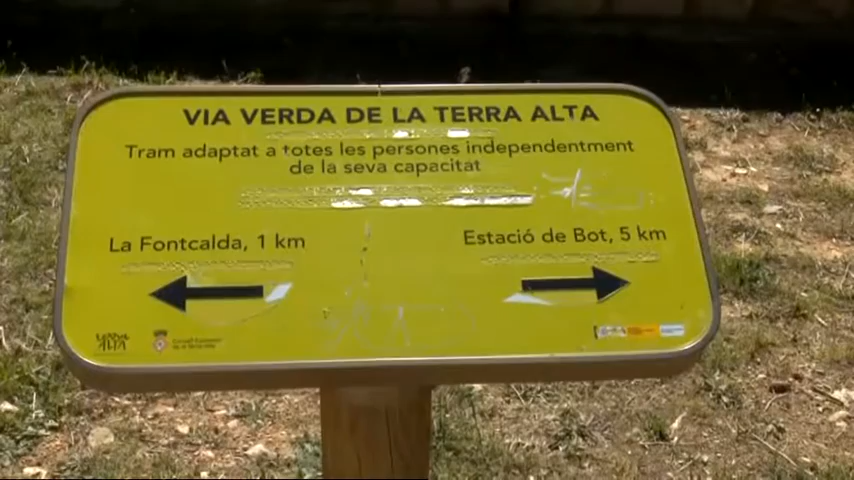 VIA VERDA DE LA TERRA ALTA
Tram adaptat a totes les persones independentment
de la seva capacitat
La Fontcalda, 1 km
Estació de Bot, 5 km